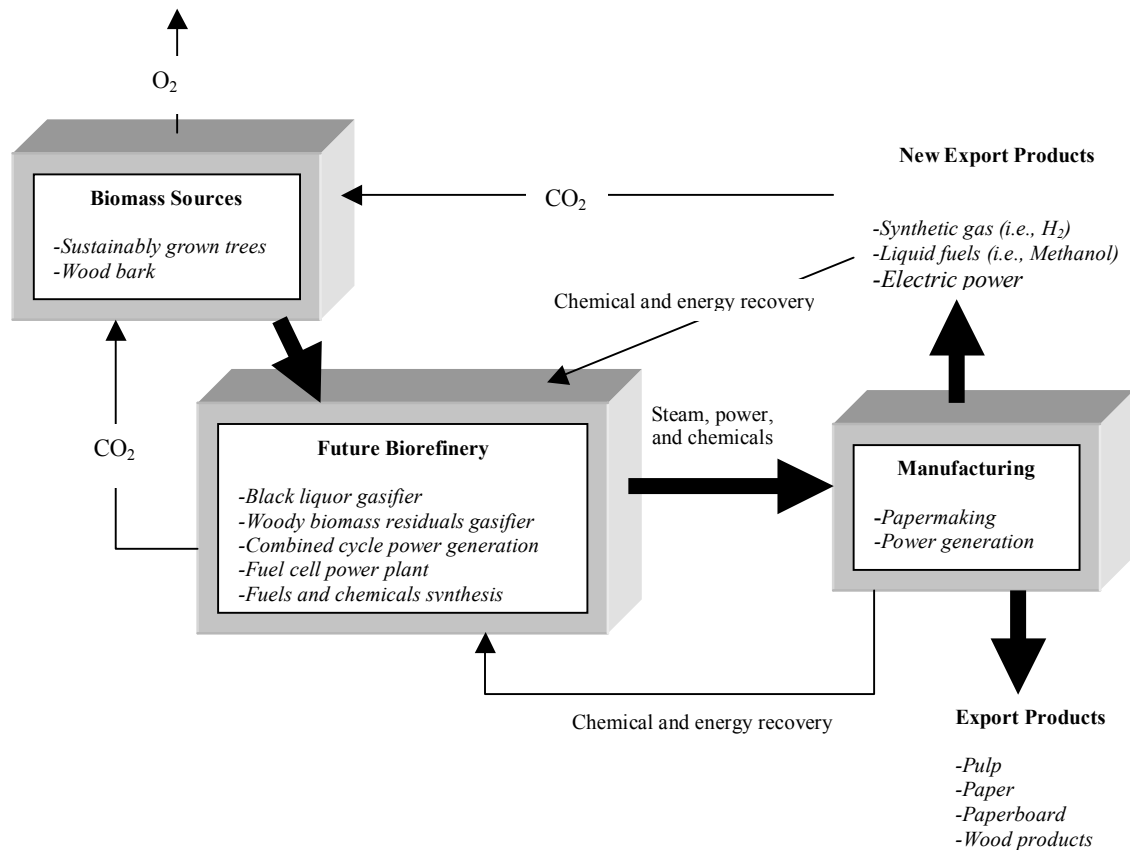 O₂
Biomass Sources
-Sustainably grown trees
-Wood bark
CO₂
New Export Products
-Synthetic gas (i.e., H₂)
-Liquid fuels (i.e., Methanol)
-Electric power
Chemical and energy recovery
CO₂
Future Biorefinery
-Black liquor gasifier
-Woody biomass residuals gasifier
-Combined cycle power generation
-Fuel cell power plant
-Fuels and chemicals synthesis
Steam, power,
and chemicals
Manufacturing
-Papermaking
-Power generation
Chemical and energy recovery
Export Products
-Pulp
-Paper
-Paperboard
-Wood products